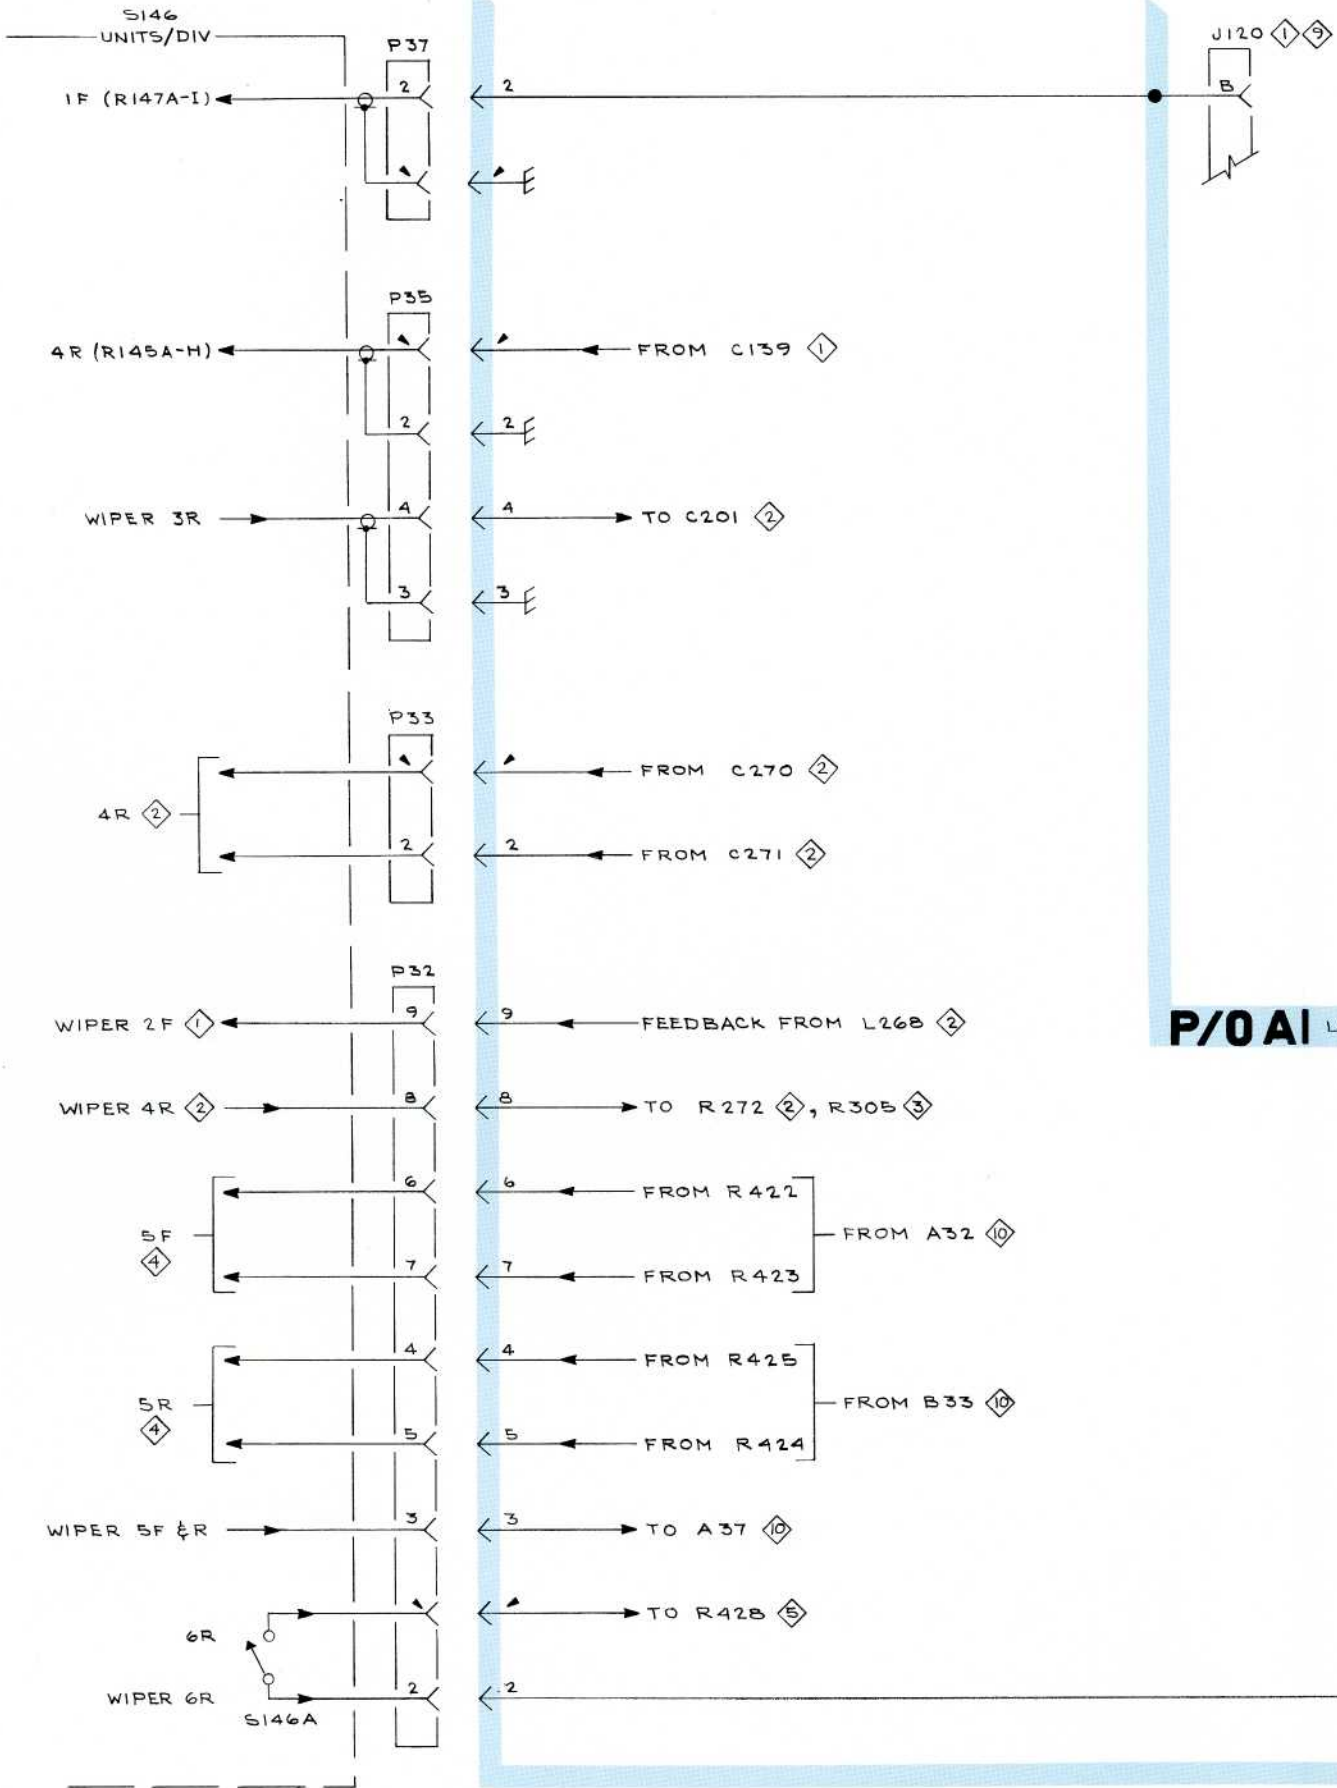 S146
UNITS/DIV
P37
J120 1 9
1F (R147A-I)
2
2
B
P35
4R (R145A-H)
FROM C139 1
2
2
WIPER 3R
4
4
TO C201 2
3
3
P33
FROM C270 2
4R 2
2
2
FROM C271 2
P32
WIPER 2F 1
9
9
FEEDBACK FROM L268 2
P/O A1
WIPER 4R 2
8
8
TO R272 2, R305 3
6
6
FROM R422
5F
4
FROM A32 10
7
7
FROM R423
4
4
FROM R425
5R
4
FROM B33 10
5
5
FROM R424
WIPER 5F & R
3
3
TO A37 10
TO R428 5
6R
WIPER 6R
2
2
S146A